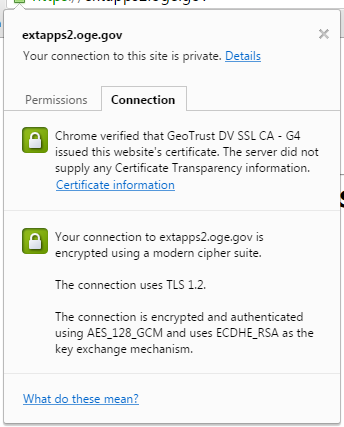 extapps2.oge.gov
Your connection to this site is private. Details
Permissions
Connection
Chrome verified that GeoTrust DV SSL CA - G4
issued this website's certificate. The server did not
supply any Certificate Transparency information.
Certificate information
Your connection to extapps2.oge.gov is
encrypted using a modern cipher suite.
The connection uses TLS 1.2.
The connection is encrypted and authenticated
using AES_128_GCM and uses ECDHE_RSA as the
key exchange mechanism.
What do these mean?